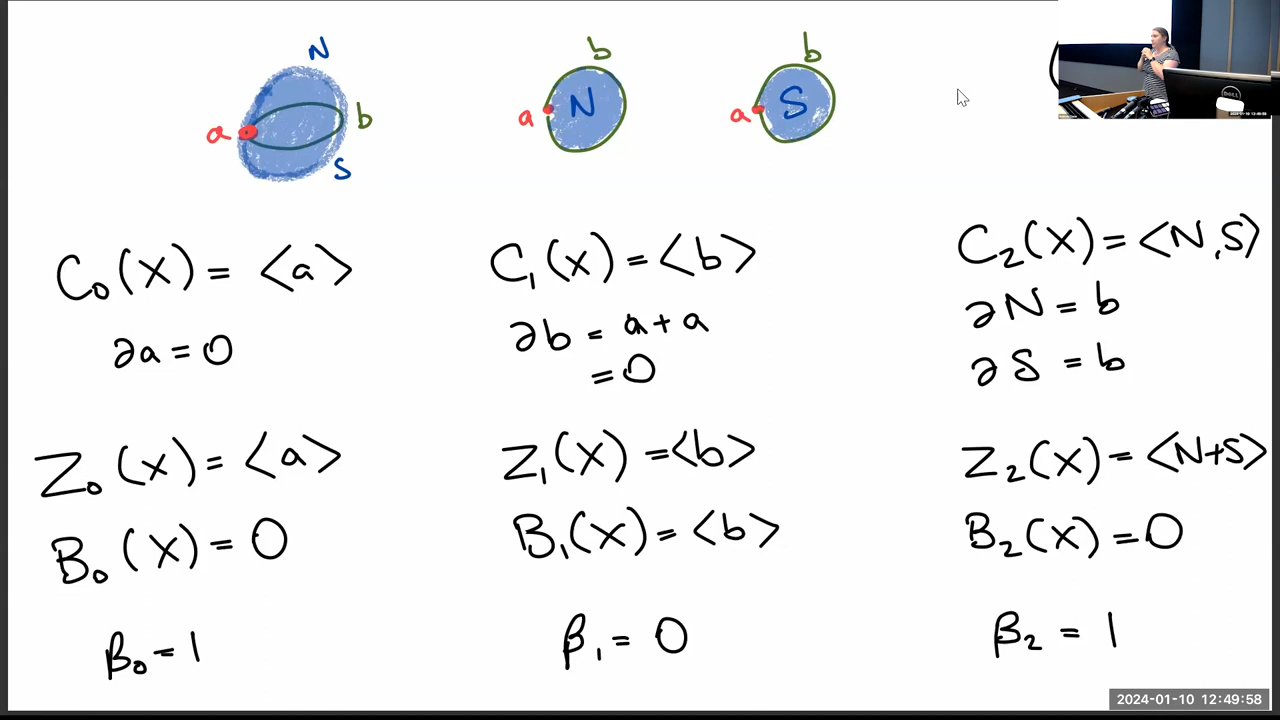 N
b
a
S
b
a
N
b
a
S
C₀(X) = <a>
∂a = 0
Z₀(X) = <a>
B₀(X) = 0
β₀ = 1
C₁(X) = <b>
∂b = a + a
= 0
Z₁(X) = <b>
B₁(X) = <b>
β₁ = 0
C₂(X) = <N,S>
∂N = b
∂S = b
Z₂(X) = <N+S>
B₂(X) = 0
β₂ = 1
DELL
2024-01-10 12:49:58